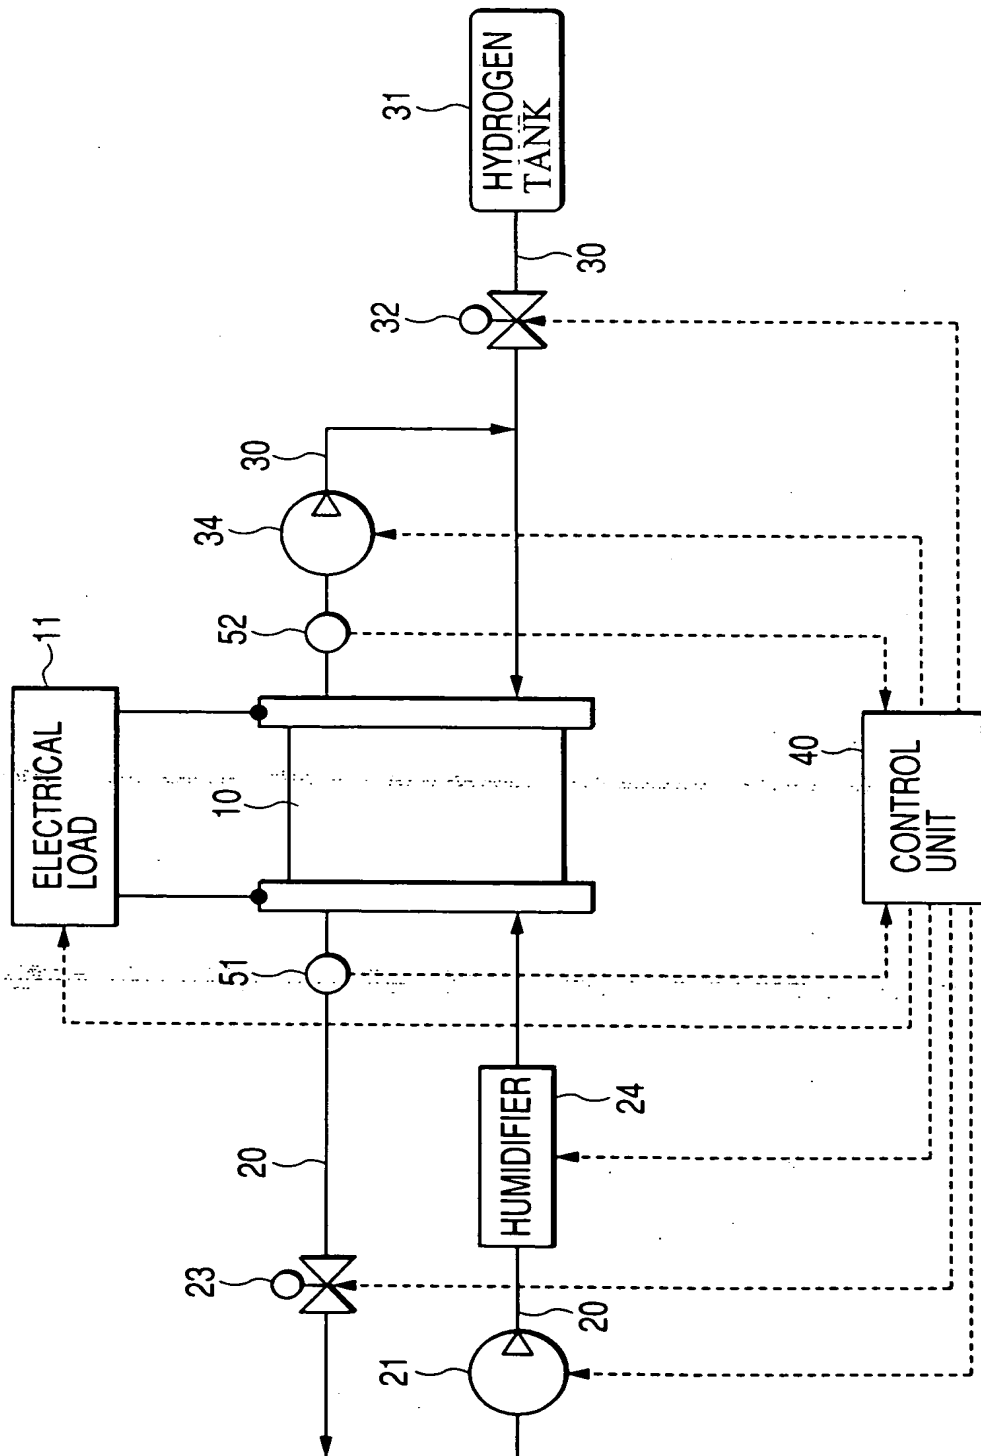 ELECTRICAL
LOAD
11
51
52
34
30
20
23
10
32
31
HYDROGEN
TANK
30
HUMIDIFIER
24
20
21
40
CONTROL
UNIT